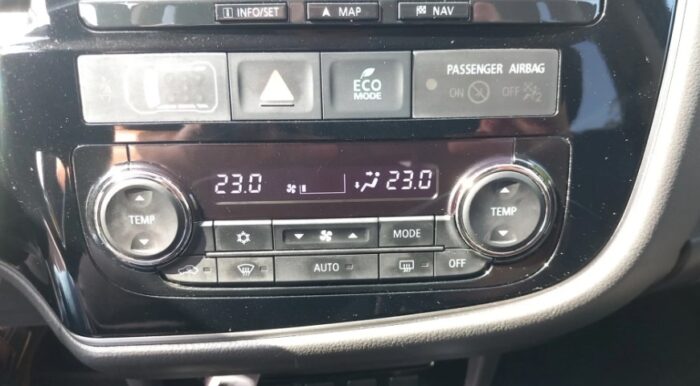 i INFO/SET MAP NAV
ECO MODE PASSENGER AIRBAG
ON OFF 2
23.0 23.0
TEMP TEMP
MODE
AUTO OFF